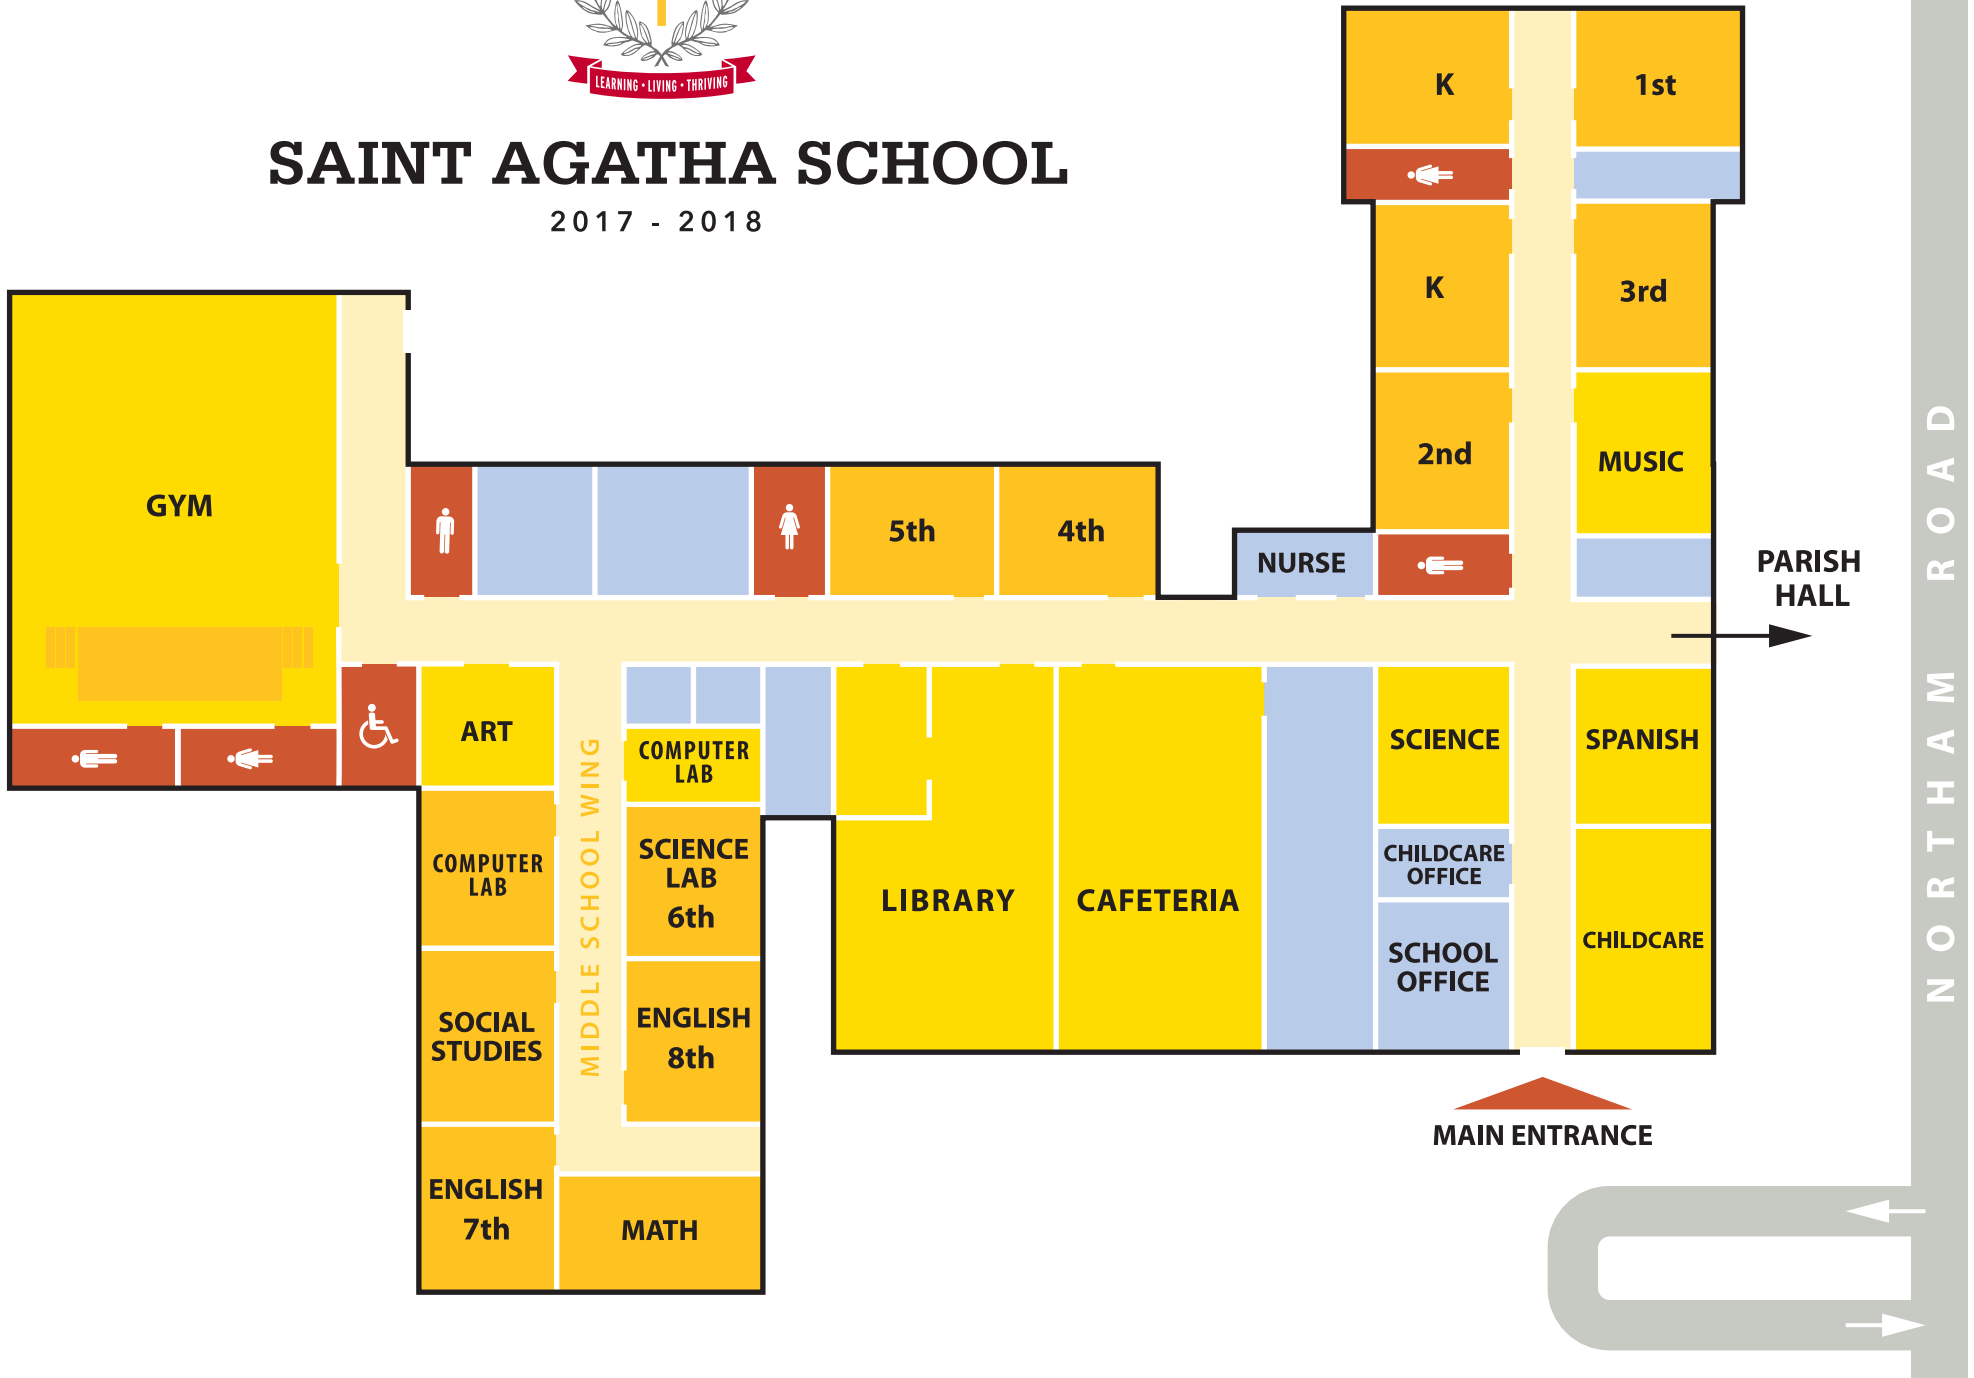 LEARNING • LIVING • THRIVING
SAINT AGATHA SCHOOL
2017 - 2018
K
1st
K
3rd
2nd
MUSIC
GYM
5th
4th
NURSE
PARISH
HALL
ART
COMPUTER
LAB
SCIENCE
SPANISH
COMPUTER
LAB
SCIENCE
LAB
6th
MIDDLE SCHOOL WING
LIBRARY
CAFETERIA
CHILDCARE
OFFICE
SCHOOL
OFFICE
CHILDCARE
SOCIAL
STUDIES
ENGLISH
8th
ENGLISH
7th
MATH
MAIN ENTRANCE
NORTHAM ROAD